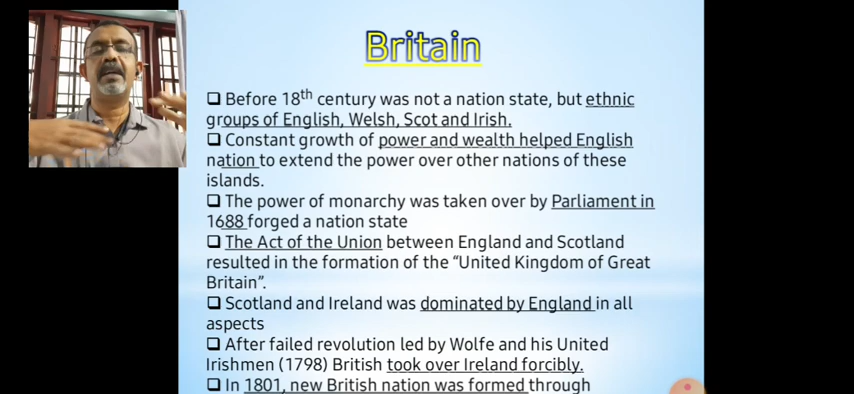 Britain
❑ Before 18th century was not a nation state, but ethnic
groups of English, Welsh, Scot and Irish.
❑ Constant growth of power and wealth helped English
nation to extend the power over other nations of these
islands.
❑ The power of monarchy was taken over by Parliament in
1688 forged a nation state
❑ The Act of the Union between England and Scotland
resulted in the formation of the “United Kingdom of Great
Britain”.
❑ Scotland and Ireland was dominated by England in all
aspects
❑ After failed revolution led by Wolfe and his United
Irishmen (1798) British took over Ireland forcibly.
❑ In 1801, new British nation was formed through